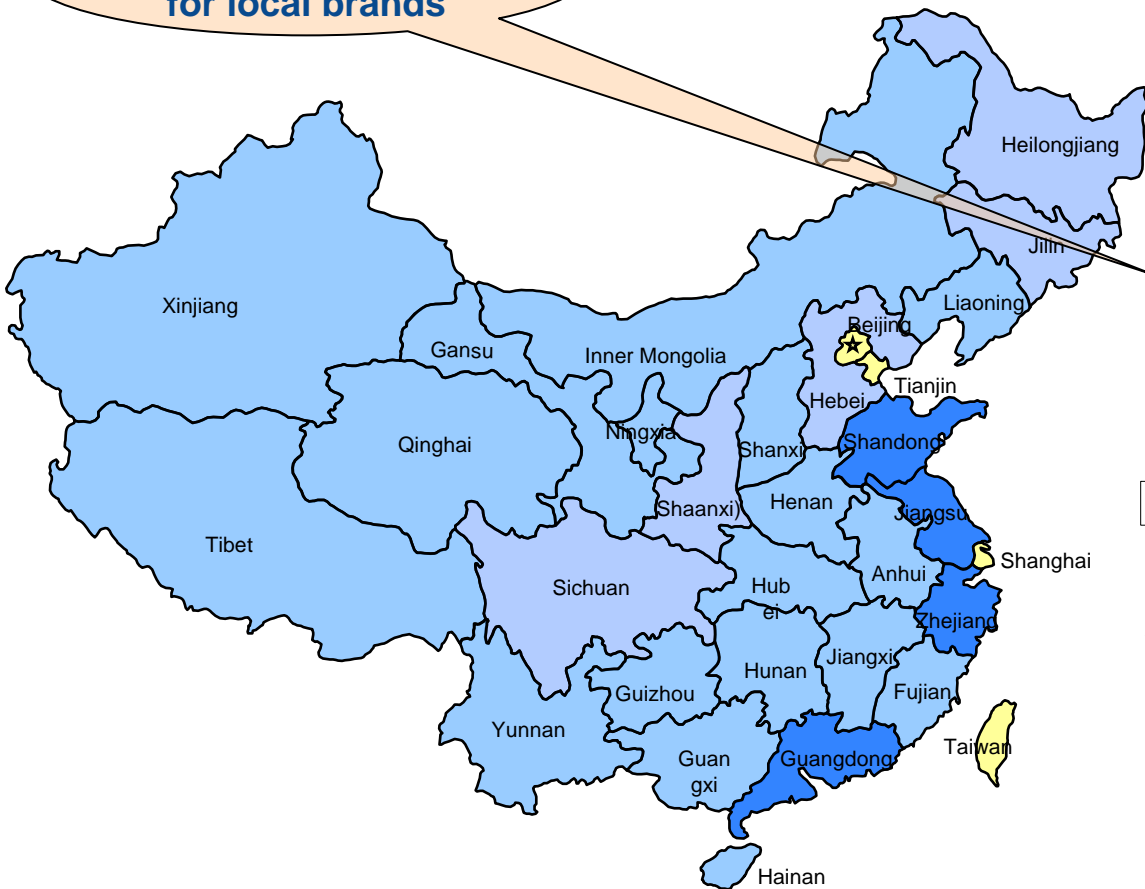 for local brands
Heilongjiang
Jilin
Xinjiang
Liaoning
Beijing
Gansu
Inner Mongolia
Tianjin
Hebei
Ningxia
Qinghai
Shanxi
Shandong
Henan
Shaanxi)
Jiangsu
Tibet
Shanghai
Anhui
Sichuan
Hub
ei
Zhejiang
Jiangxi
Hunan
Guizhou
Fujian
Yunnan
Taiwan
Guan
gxi
Guangdong
Hainan